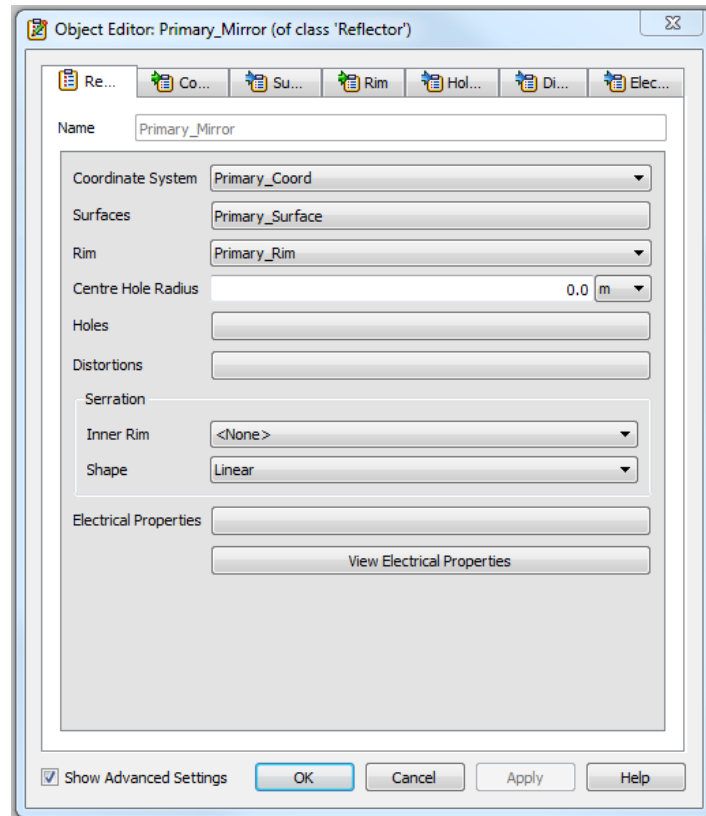 Object Editor: Primary_Mirror (of class 'Reflector')
Re... Co... Su... Rim Hol... Di... Elec...
Name Primary_Mirror
Coordinate System Primary_Coord
Surfaces Primary_Surface
Rim Primary_Rim
Centre Hole Radius 0.0 m
Holes
Distortions
Serration
Inner Rim <None>
Shape Linear
Electrical Properties
View Electrical Properties
Show Advanced Settings OK Cancel Apply Help